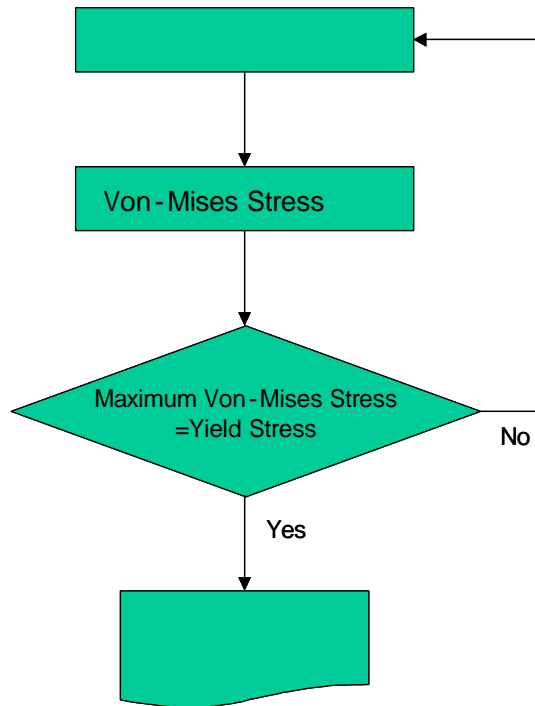 Von-Mises Stress
Maximum Von-Mises Stress
=Yield Stress
No
Yes